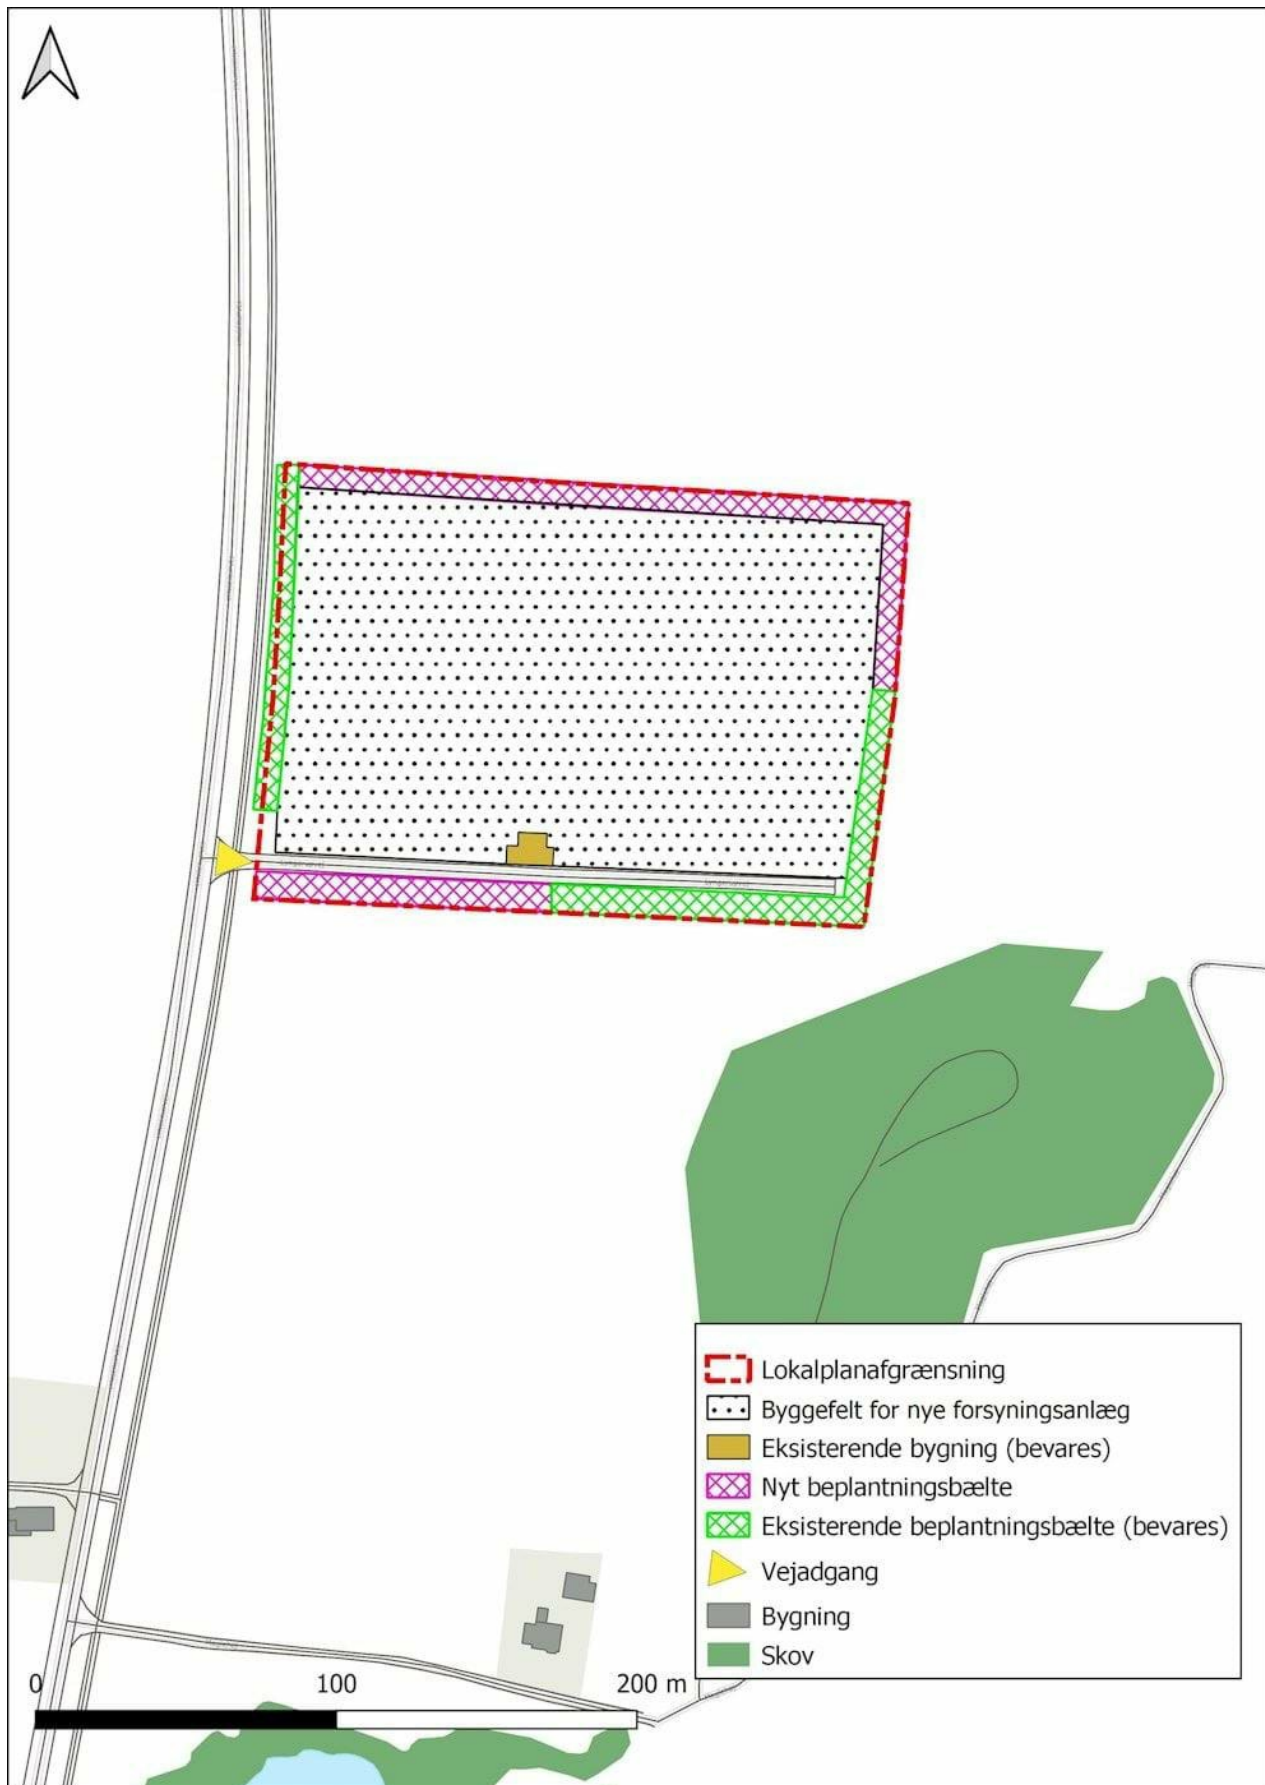 Lokalplanafgrænsning
Byggefelt for nye forsyningsanlæg
Eksisterende bygning (bevares)
Nyt beplantningsbælte
Eksisterende beplantningsbælte (bevares)
Vejadgang
Bygning
Skov
0 100 200 m